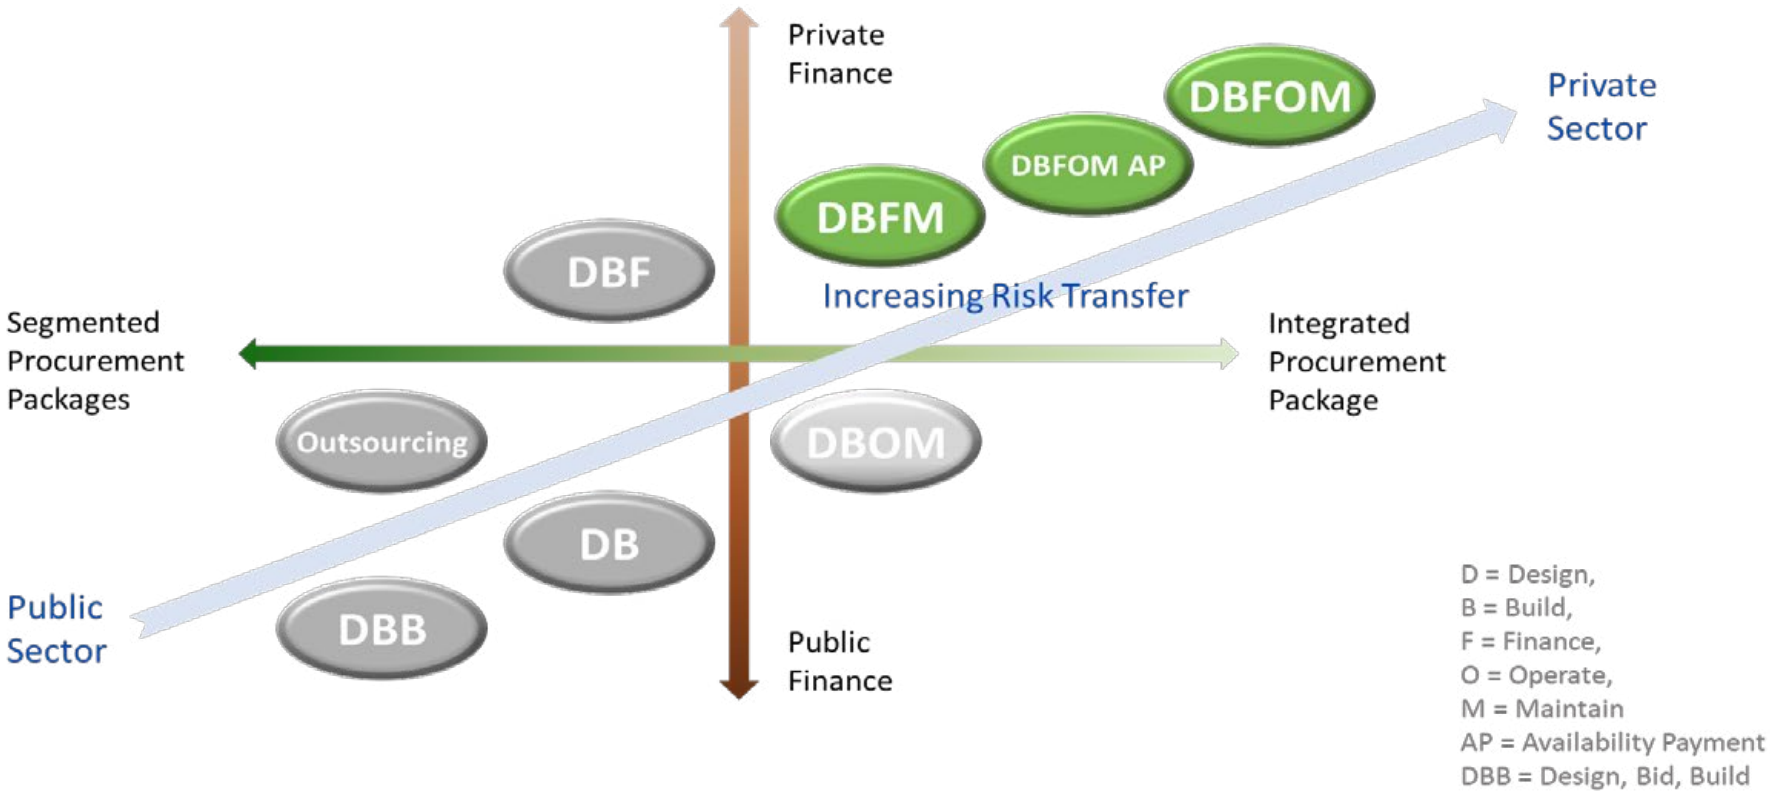 Private
Finance
DBFOM
Private
Sector
DBFOM AP
DBFM
DBF
Increasing Risk Transfer
Segmented
Procurement
Packages
Integrated
Procurement
Package
Outsourcing
DBOM
DB
Public
Sector
DBB
Public
Finance
D = Design,
B = Build,
F = Finance,
O = Operate,
M = Maintain
AP = Availability Payment
DBB = Design, Bid, Build